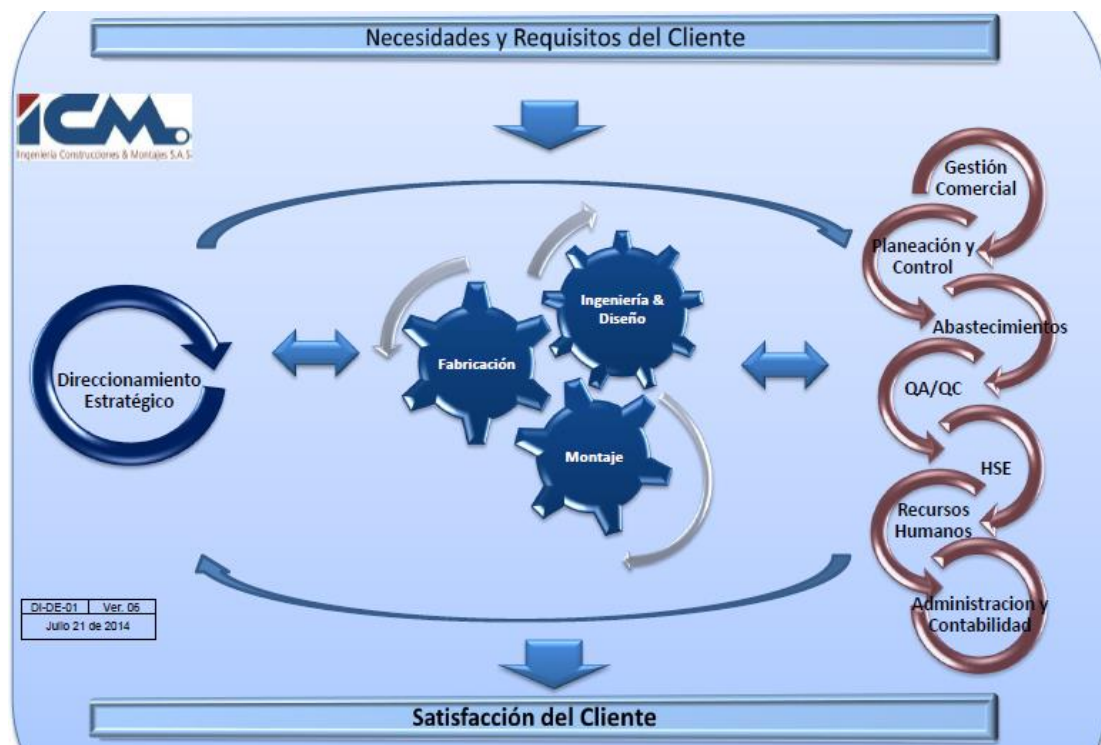 Necesidades y Requisitos del Cliente
ICM
Ingeniería Construcciones & Montajes S.A.S
Gestión
Comercial
Planeación y
Control
Abastecimientos
QA/QC
HSE
Recursos
Humanos
Administracion y
Contabilidad
Ingeniería &
Diseño
Fabricación
Montaje
Direccionamiento
Estratégico
DI-DE-01 Ver. 06
Julio 21 de 2014
Satisfacción del Cliente